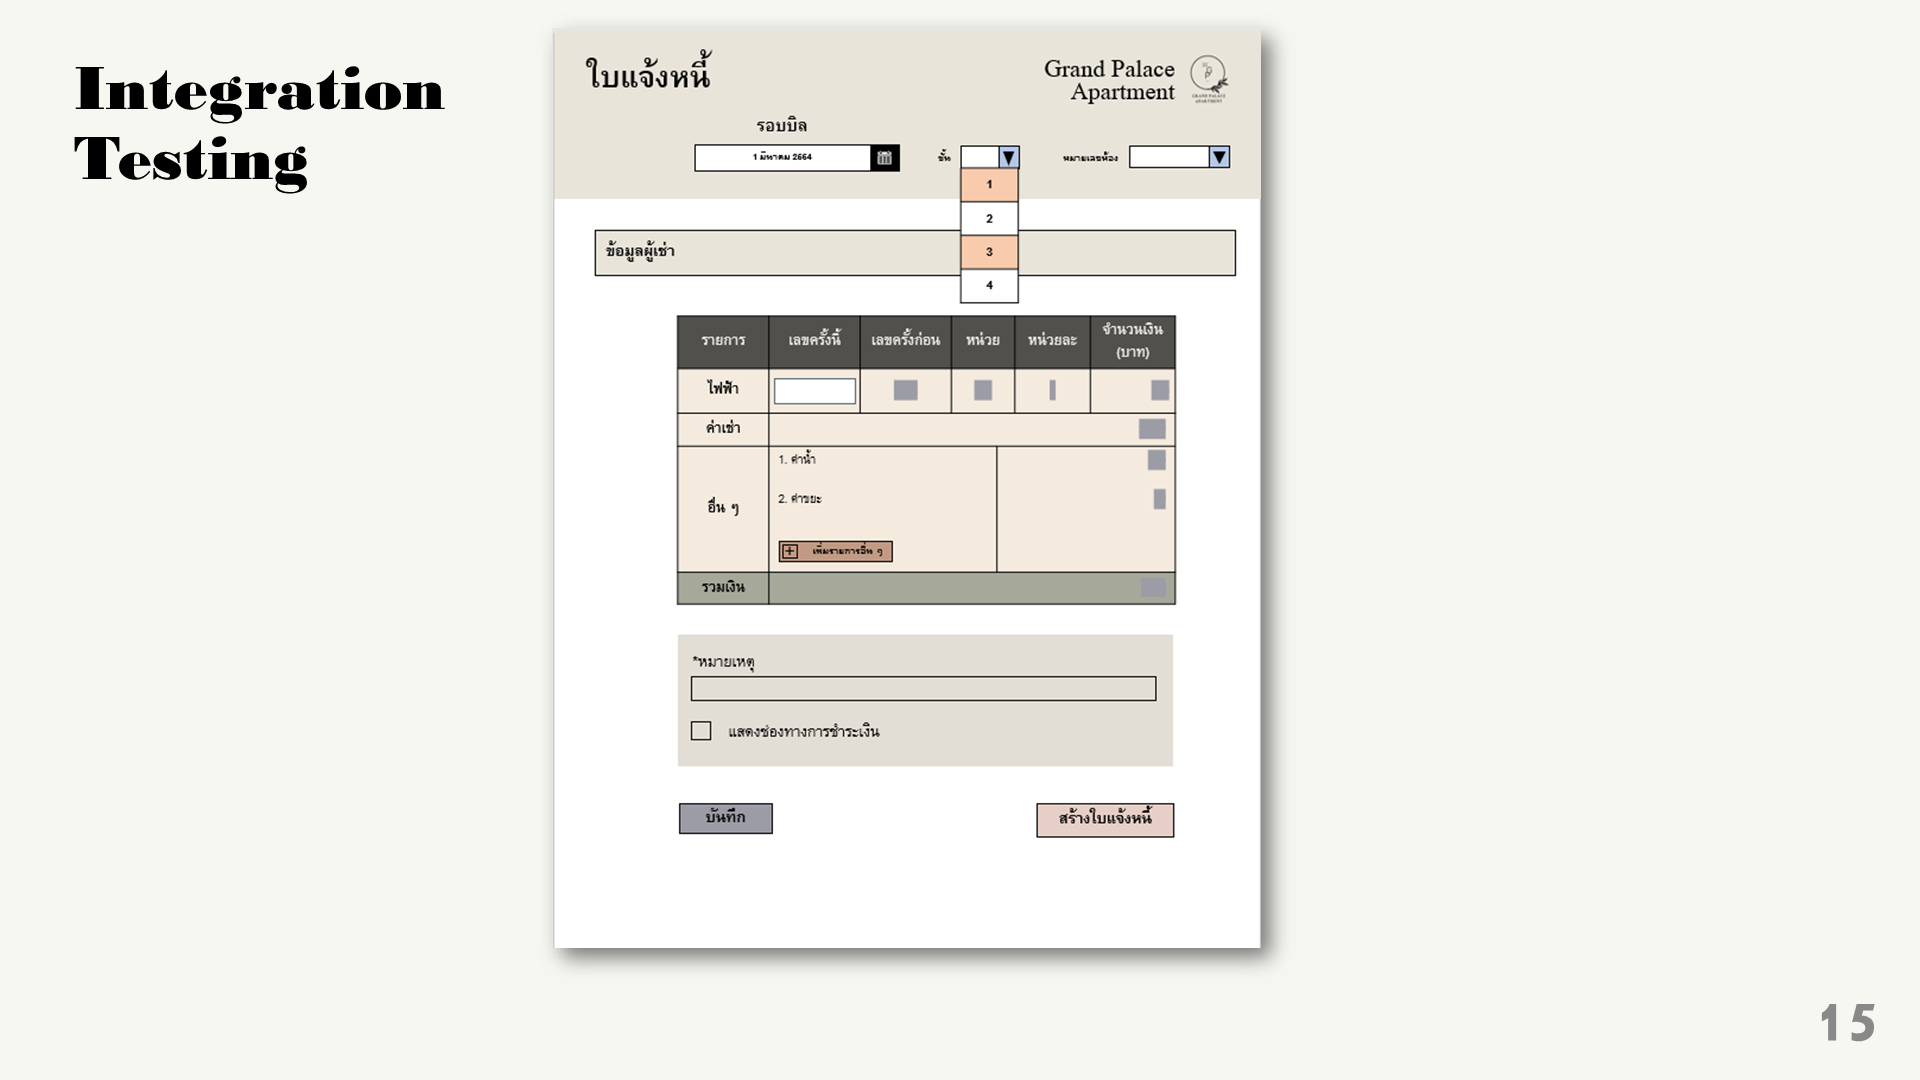 Integration
Testing
ใบแจ้งหนี้
Grand Palace
Apartment
GRAND PALACE
APARTMENT
รอบบิล
1 มีนาคม 2564
ชั้น
หมายเลขห้อง
1
2
3
4
ข้อมูลผู้เช่า
รายการ
เลขครั้งนี้
เลขครั้งก่อน
หน่วย
หน่วยละ
จำนวนเงิน
(บาท)
ไฟฟ้า
ค่าเช่า
อื่น ๆ
1. ค่าน้ำ
2. ค่าขยะ
เพิ่มรายการอื่น ๆ
รวมเงิน
*หมายเหตุ
แสดงช่องทางการชำระเงิน
บันทึก
สร้างใบแจ้งหนี้
15